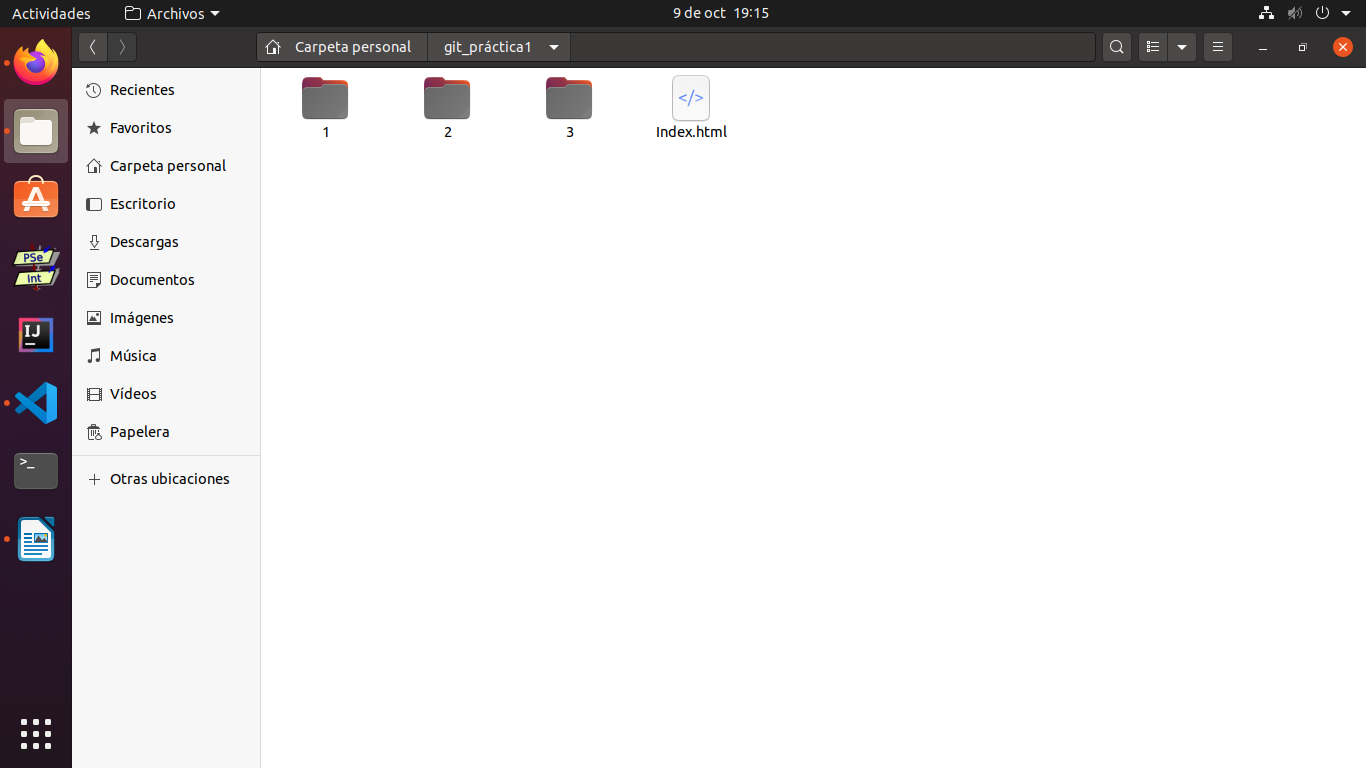 Actividades Archivos 9 de oct 19:15
Carpeta personal git_práctica1
Recientes
Favoritos
Carpeta personal
Escritorio
Descargas
Documentos
Imágenes
Música
Vídeos
Papelera
Otras ubicaciones
1 2 3 Index.html
PSe
Int
IJ
>_